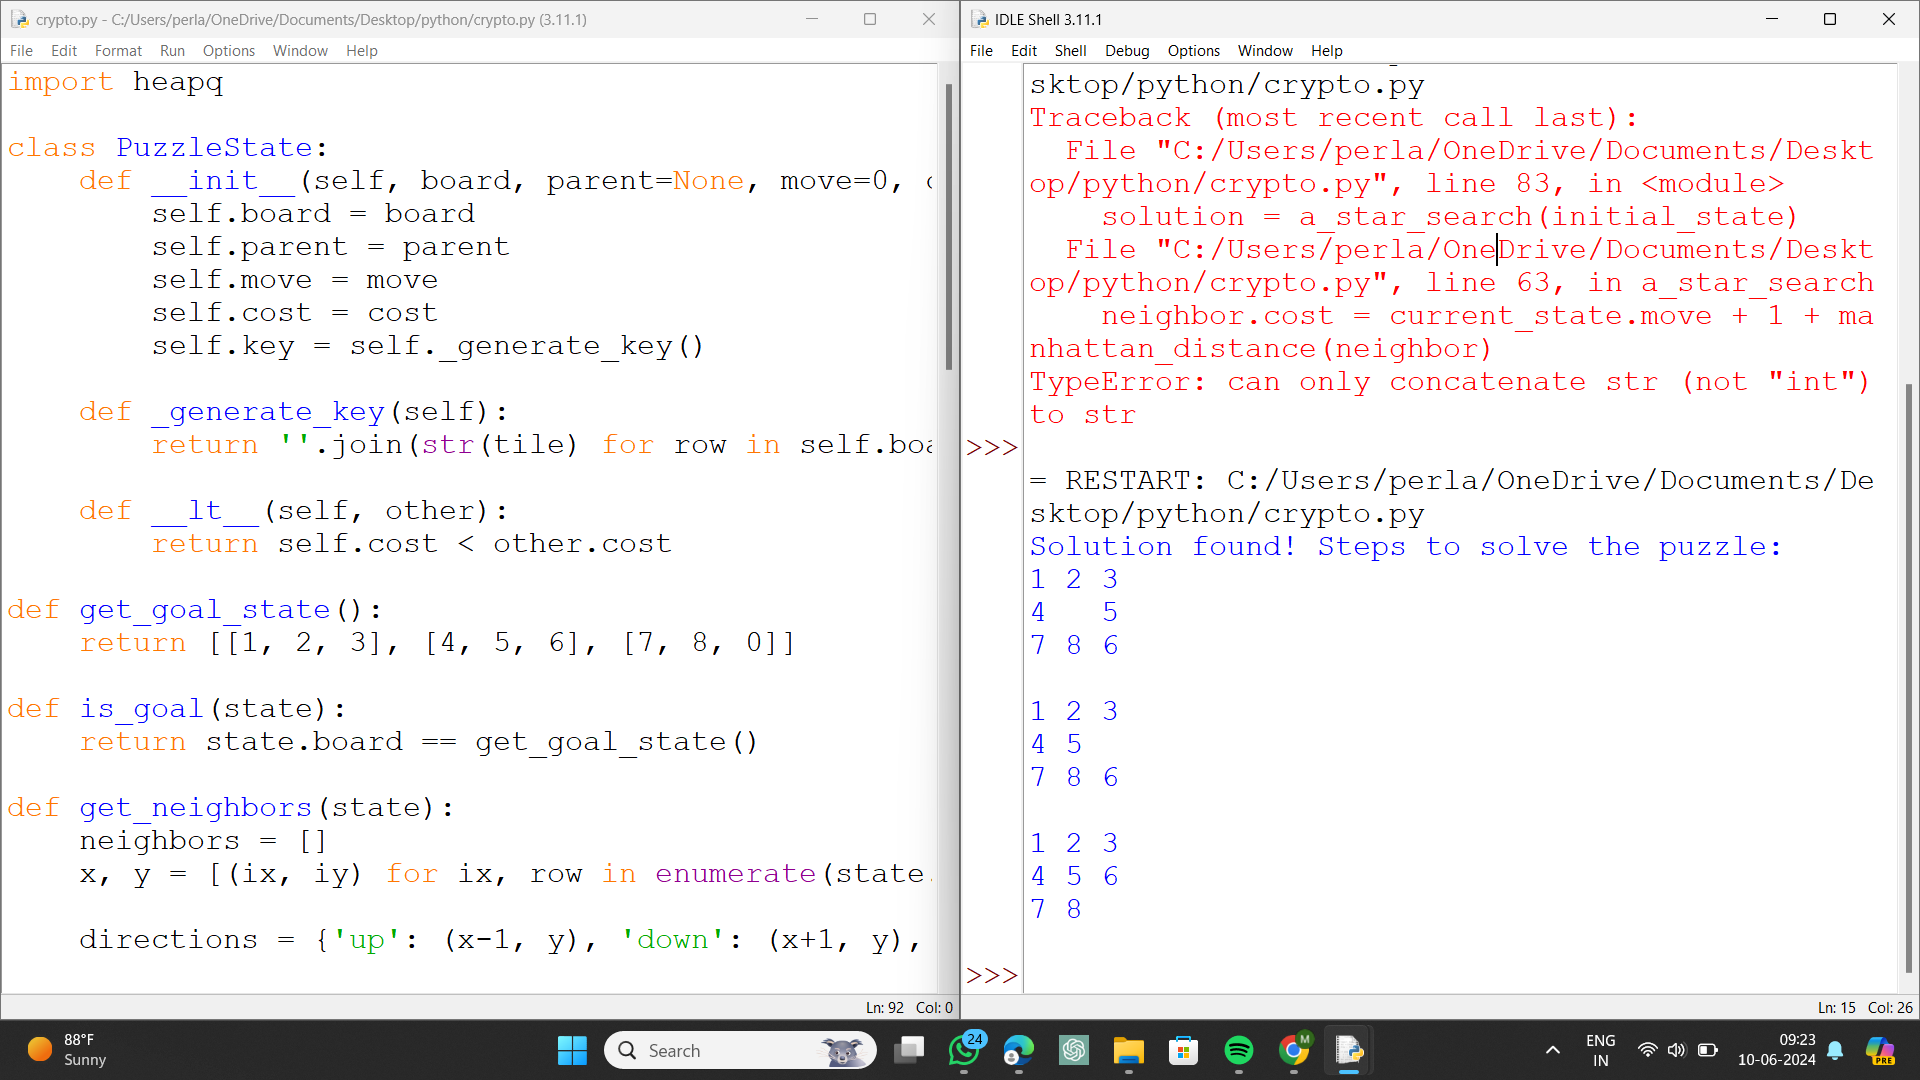 crypto.py - C:/Users/perla/OneDrive/Documents/Desktop/python/crypto.py (3.11.1)
File Edit Format Run Options Window Help
import heapq
class PuzzleState:
    def __init__(self, board, parent=None, move=0, c
        self.board = board
        self.parent = parent
        self.move = move
        self.cost = cost
        self.key = self._generate_key()
    def _generate_key(self):
        return ''.join(str(tile) for row in self.boa
    def __lt__(self, other):
        return self.cost < other.cost
def get_goal_state():
    return [[1, 2, 3], [4, 5, 6], [7, 8, 0]]
def is_goal(state):
    return state.board == get_goal_state()
def get_neighbors(state):
    neighbors = []
    x, y = [(ix, iy) for ix, row in enumerate(state.
    directions = {'up': (x-1, y), 'down': (x+1, y),
Ln: 92 Col: 0
IDLE Shell 3.11.1
File Edit Shell Debug Options Window Help
sktop/python/crypto.py
Traceback (most recent call last):
  File "C:/Users/perla/OneDrive/Documents/Deskt
op/python/crypto.py", line 83, in <module>
    solution = a_star_search(initial_state)
  File "C:/Users/perla/OneDrive/Documents/Deskt
op/python/crypto.py", line 63, in a_star_search
    neighbor.cost = current_state.move + 1 + ma
nhattan_distance(neighbor)
TypeError: can only concatenate str (not "int")
to str
>>>
= RESTART: C:/Users/perla/OneDrive/Documents/De
sktop/python/crypto.py
Solution found! Steps to solve the puzzle:
1 2 3
4   5
7 8 6
1 2 3
4 5
7 8 6
1 2 3
4 5 6
7 8
>>>
Ln: 15 Col: 26
88°F
Sunny
Search
24
M
ENG
IN
09:23
10-06-2024
PRE